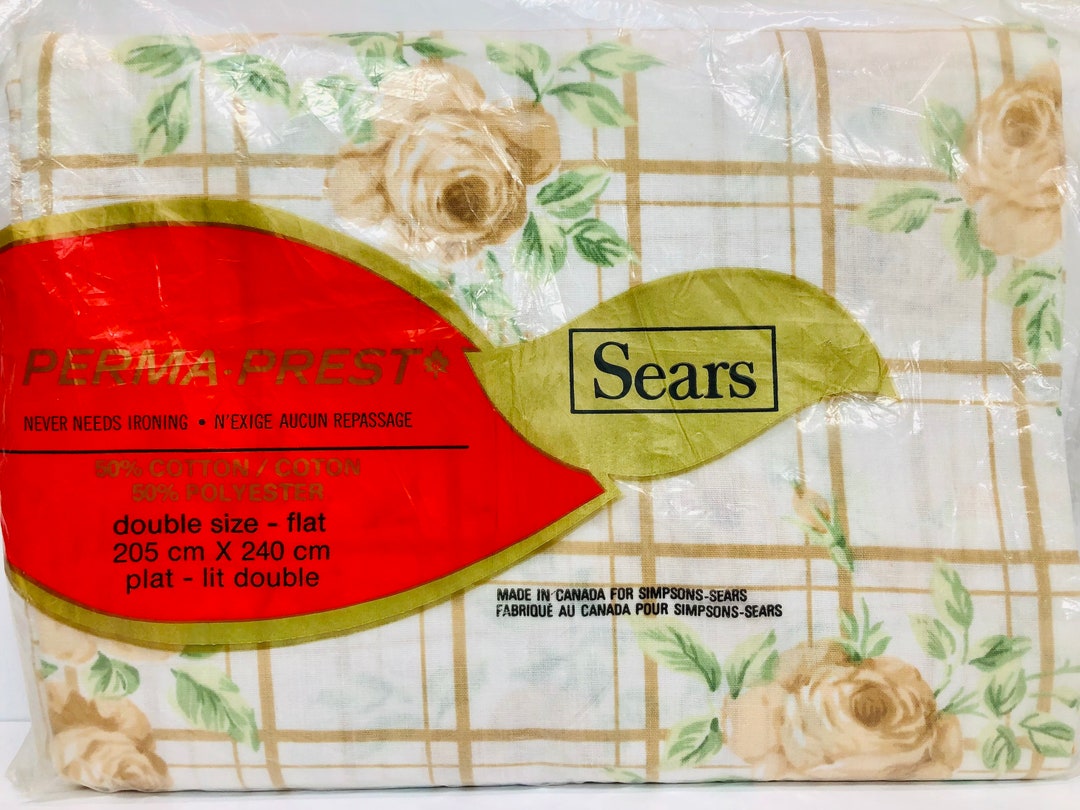 PERMA-PREST
Sears
NEVER NEEDS IRONING • N'EXIGE AUCUN REPASSAGE
50% COTTON / COTON
50% POLYESTER
double size - flat
205 cm X 240 cm
plat - lit double
MADE IN CANADA FOR SIMPSONS-SEARS
FABRIQUÉ AU CANADA POUR SIMPSONS-SEARS